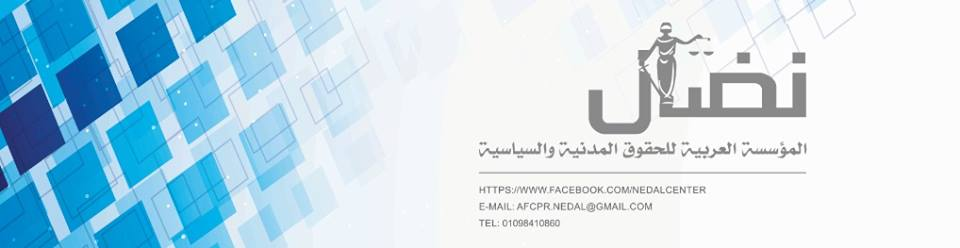 نضال
المؤسسة العربية للحقوق المدنية والسياسية
HTTPS://WWW.FACEBOOK.COM/NEDALCENTER
E-MAIL: AFCPR.NEDAL@GMAIL.COM
TEL: 01098410860